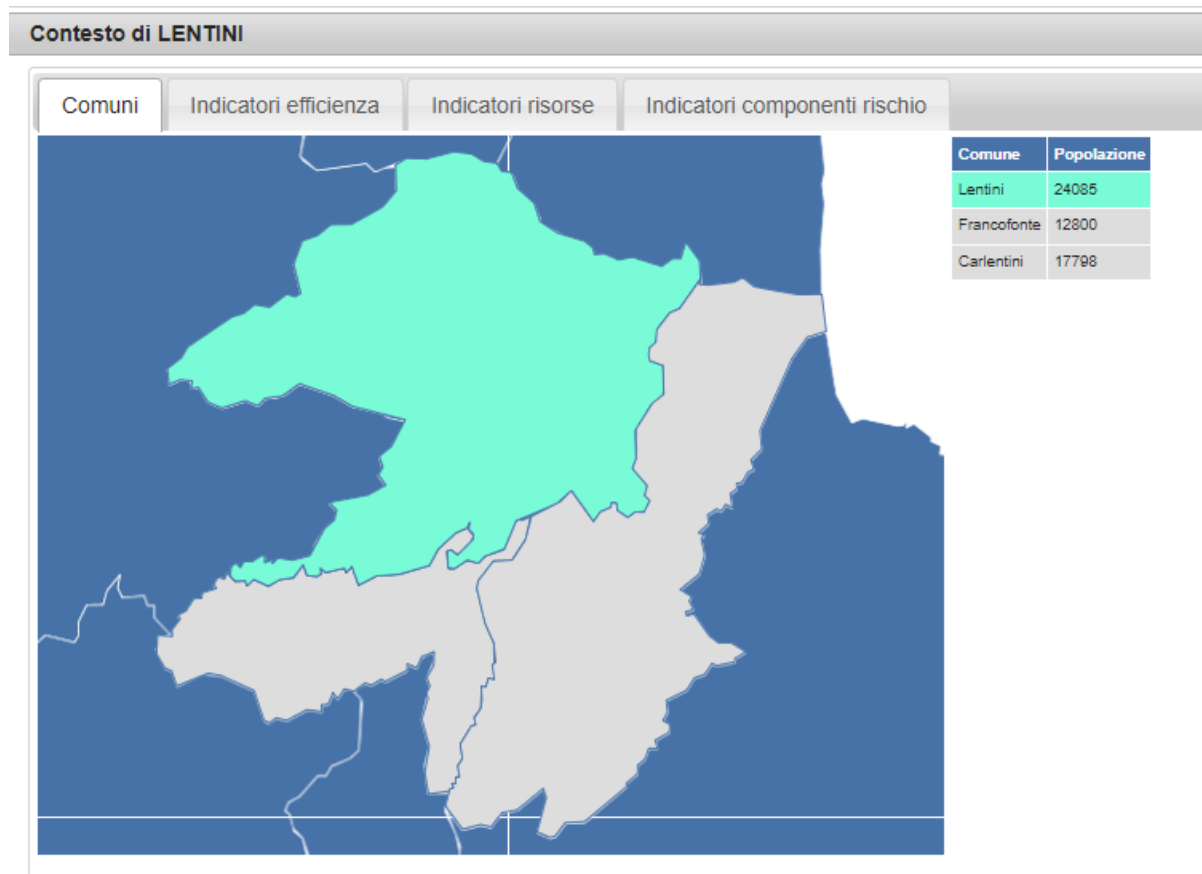 Contesto di LENTINI
Comuni Indicatori efficienza Indicatori risorse Indicatori componenti rischio
Comune Popolazione
Lentini 24085
Francofonte 12800
Carlentini 17798